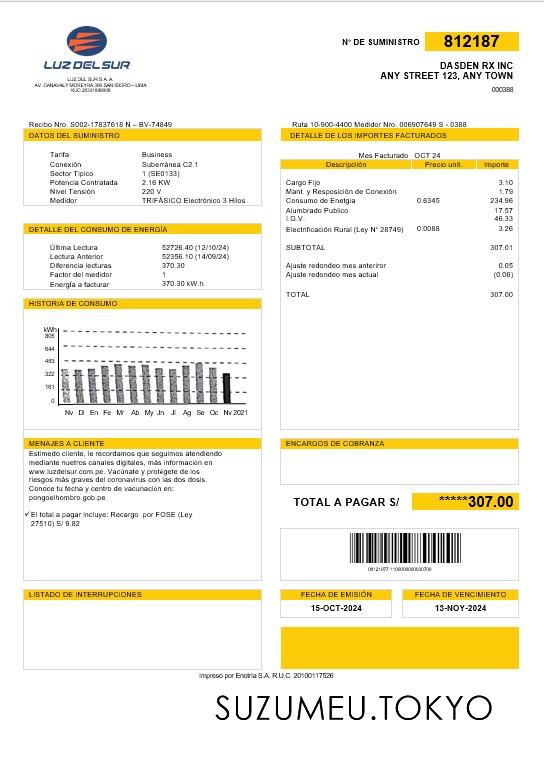 LUZ DEL SUR
LUZ DEL SUR S.A.A.
AV. CANAVALY MOREYRA 380 SAN ISIDRO – LIMA
N° DE SUMINISTRO 812187
DASDEN RX INC
ANY STREET 123, ANY TOWN
000388
Recibo Nro. S002-17837618 N – BV-74849
DATOS DEL SUMINISTRO
Tarifa Business
Conexión Suberránea C2.1
Sector Típico 1 (SE0133)
Potencia Contratada 2.16 KW
Nivel Tensión 220 V
Medidor TRIFÁSICO Electrónico 3 Hilos
DETALLE DEL CONSUMO DE ENERGÍA
Última Lectura 52726.40 (12/10/24)
Lectura Anterior 52356.10 (14/09/24)
Diferencia lecturas 370.30
Factor del medidor 1
Energía a facturar 370.30 kW.h
HISTORIA DE CONSUMO
kWh
805
644
483
322
161
0
Nv Di En Fe Mr Ab My Jn Jl Ag Se Oc Nv 2021
MENAJES A CLIENTE
Estimedo cliente, le recordamos que seguimos atendiendo
mediante nuetros canales digitales, más información en
www.luzdelsur.com.pe. Vacúnate y protégete de los
riesgos más graves del coronavirus con las dos dosis.
Conoce tu fecha y centro de vacunación en:
pongoelhombro.gob.pe
✓El total a pagar incluye: Recargo por FOSE (Ley
27510) S/ 9.82
LISTADO DE INTERRUPCIONES
Ruta 10-900-4400 Medidor Nro. 006907649 S - 0388
DETALLE DE LOS IMPORTES FACTURADOS
Mes Facturado OCT 24
Descripción Precio unit. Importe
Cargo Fijo 3.10
Mant. y Resposición de Conexión 1.79
Consumo de Enetgía 0.6345 234.96
Alumbrado Publico 17.57
I.G.V. 46.33
Electrificación Rural (Ley N° 28749) 0.0088 3.26
SUBTOTAL 307.01
Ajuste redondeo mes anteriror 0.05
Ajuste redondeo mes actual (0.06)
TOTAL 307.00
ENCARGOS DE COBRANZA
TOTAL A PAGAR S/ *****307.00
FECHA DE EMISIÓN
15-OCT-2024
FECHA DE VENCIMIENTO
13-NOY-2024
Impreso por Enotria S.A. R.U.C. 20100117526
SUZUMEU.TOKYO